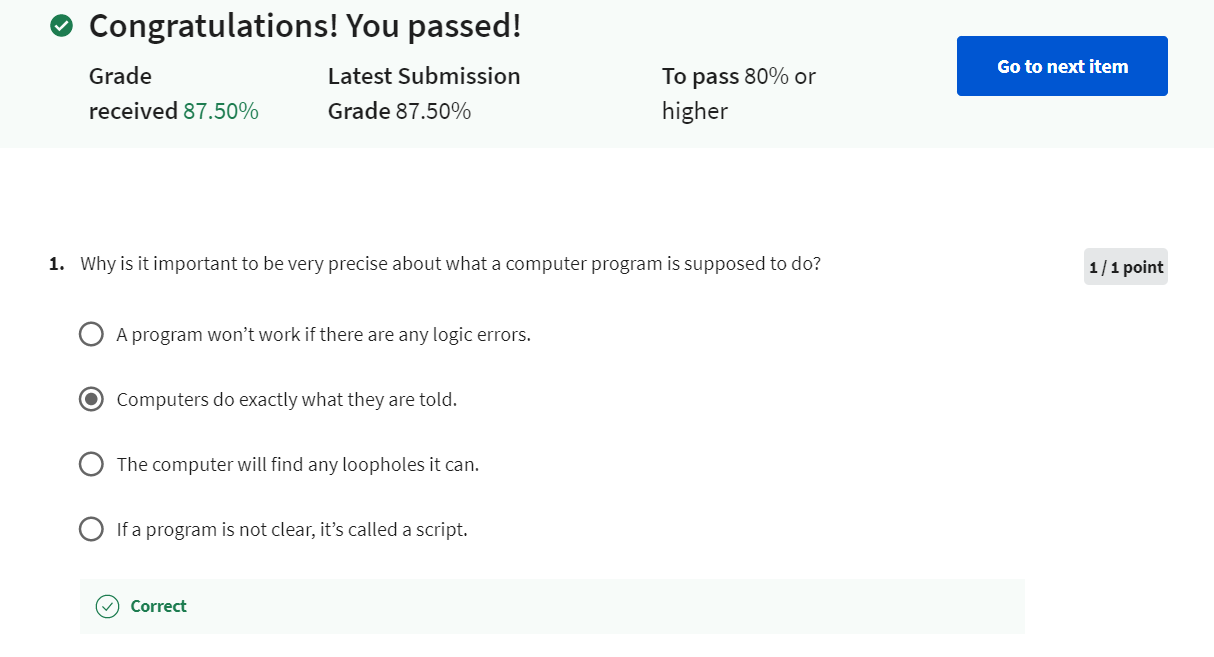 Congratulations! You passed!
Grade received 87.50%
Latest Submission Grade 87.50%
To pass 80% or higher
Go to next item
1. Why is it important to be very precise about what a computer program is supposed to do?
1 / 1 point
A program won’t work if there are any logic errors.
Computers do exactly what they are told.
The computer will find any loopholes it can.
If a program is not clear, it’s called a script.
Correct